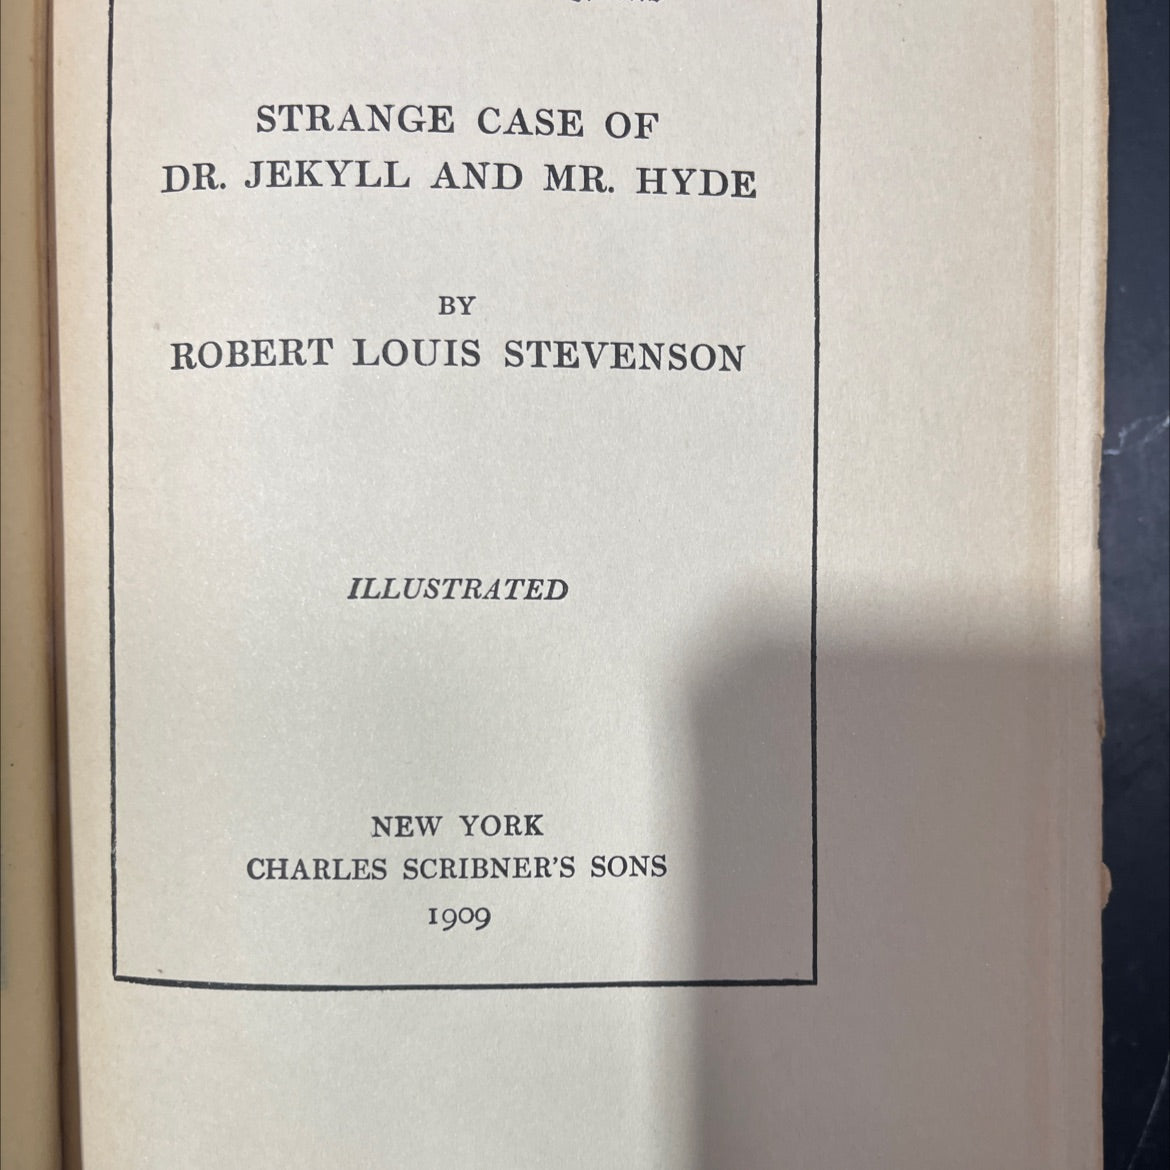 STRANGE CASE OF
DR. JEKYLL AND MR. HYDE
BY
ROBERT LOUIS STEVENSON
ILLUSTRATED
NEW YORK
CHARLES SCRIBNER'S SONS
1909